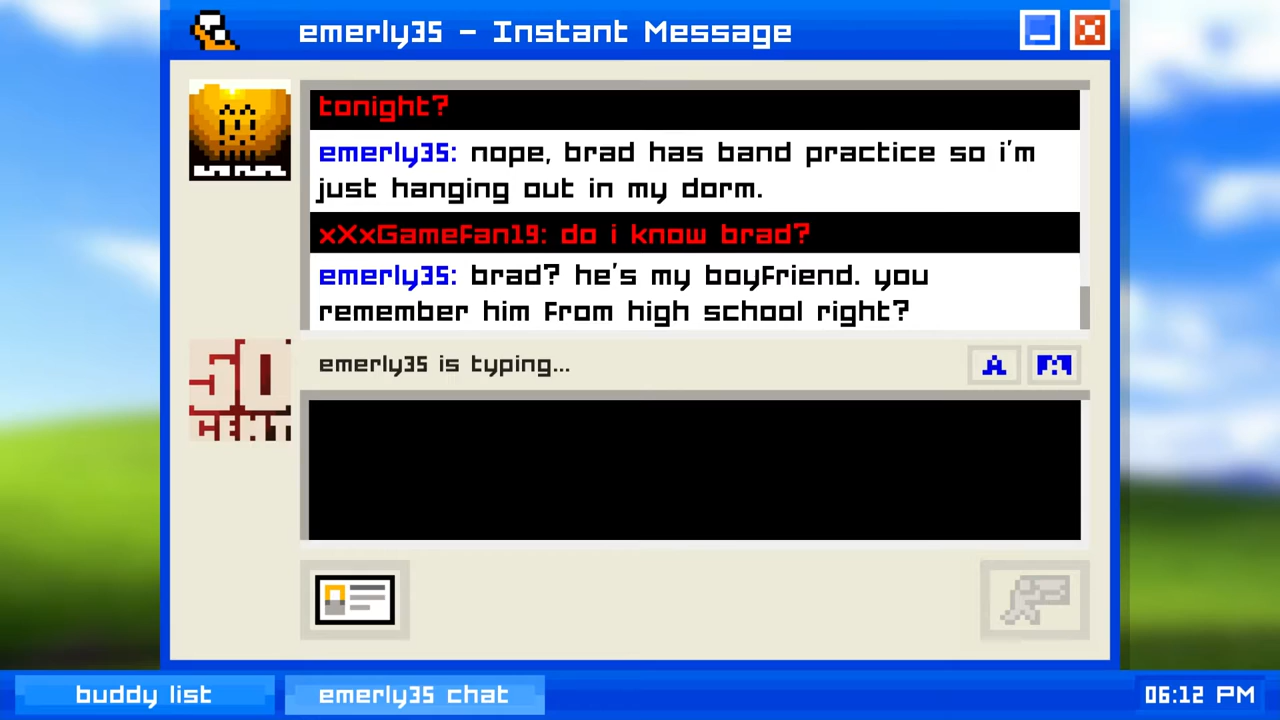 emerly35 - Instant Message
tonight?
emerly35: nope, brad has band practice so i'm
just hanging out in my dorm.
xXxGameFan19: do i know brad?
emerly35: brad? he's my boyfriend. you
remember him from high school right?
50
CENT
emerly35 is typing...
A
buddy list
emerly35 chat
06:12 PM